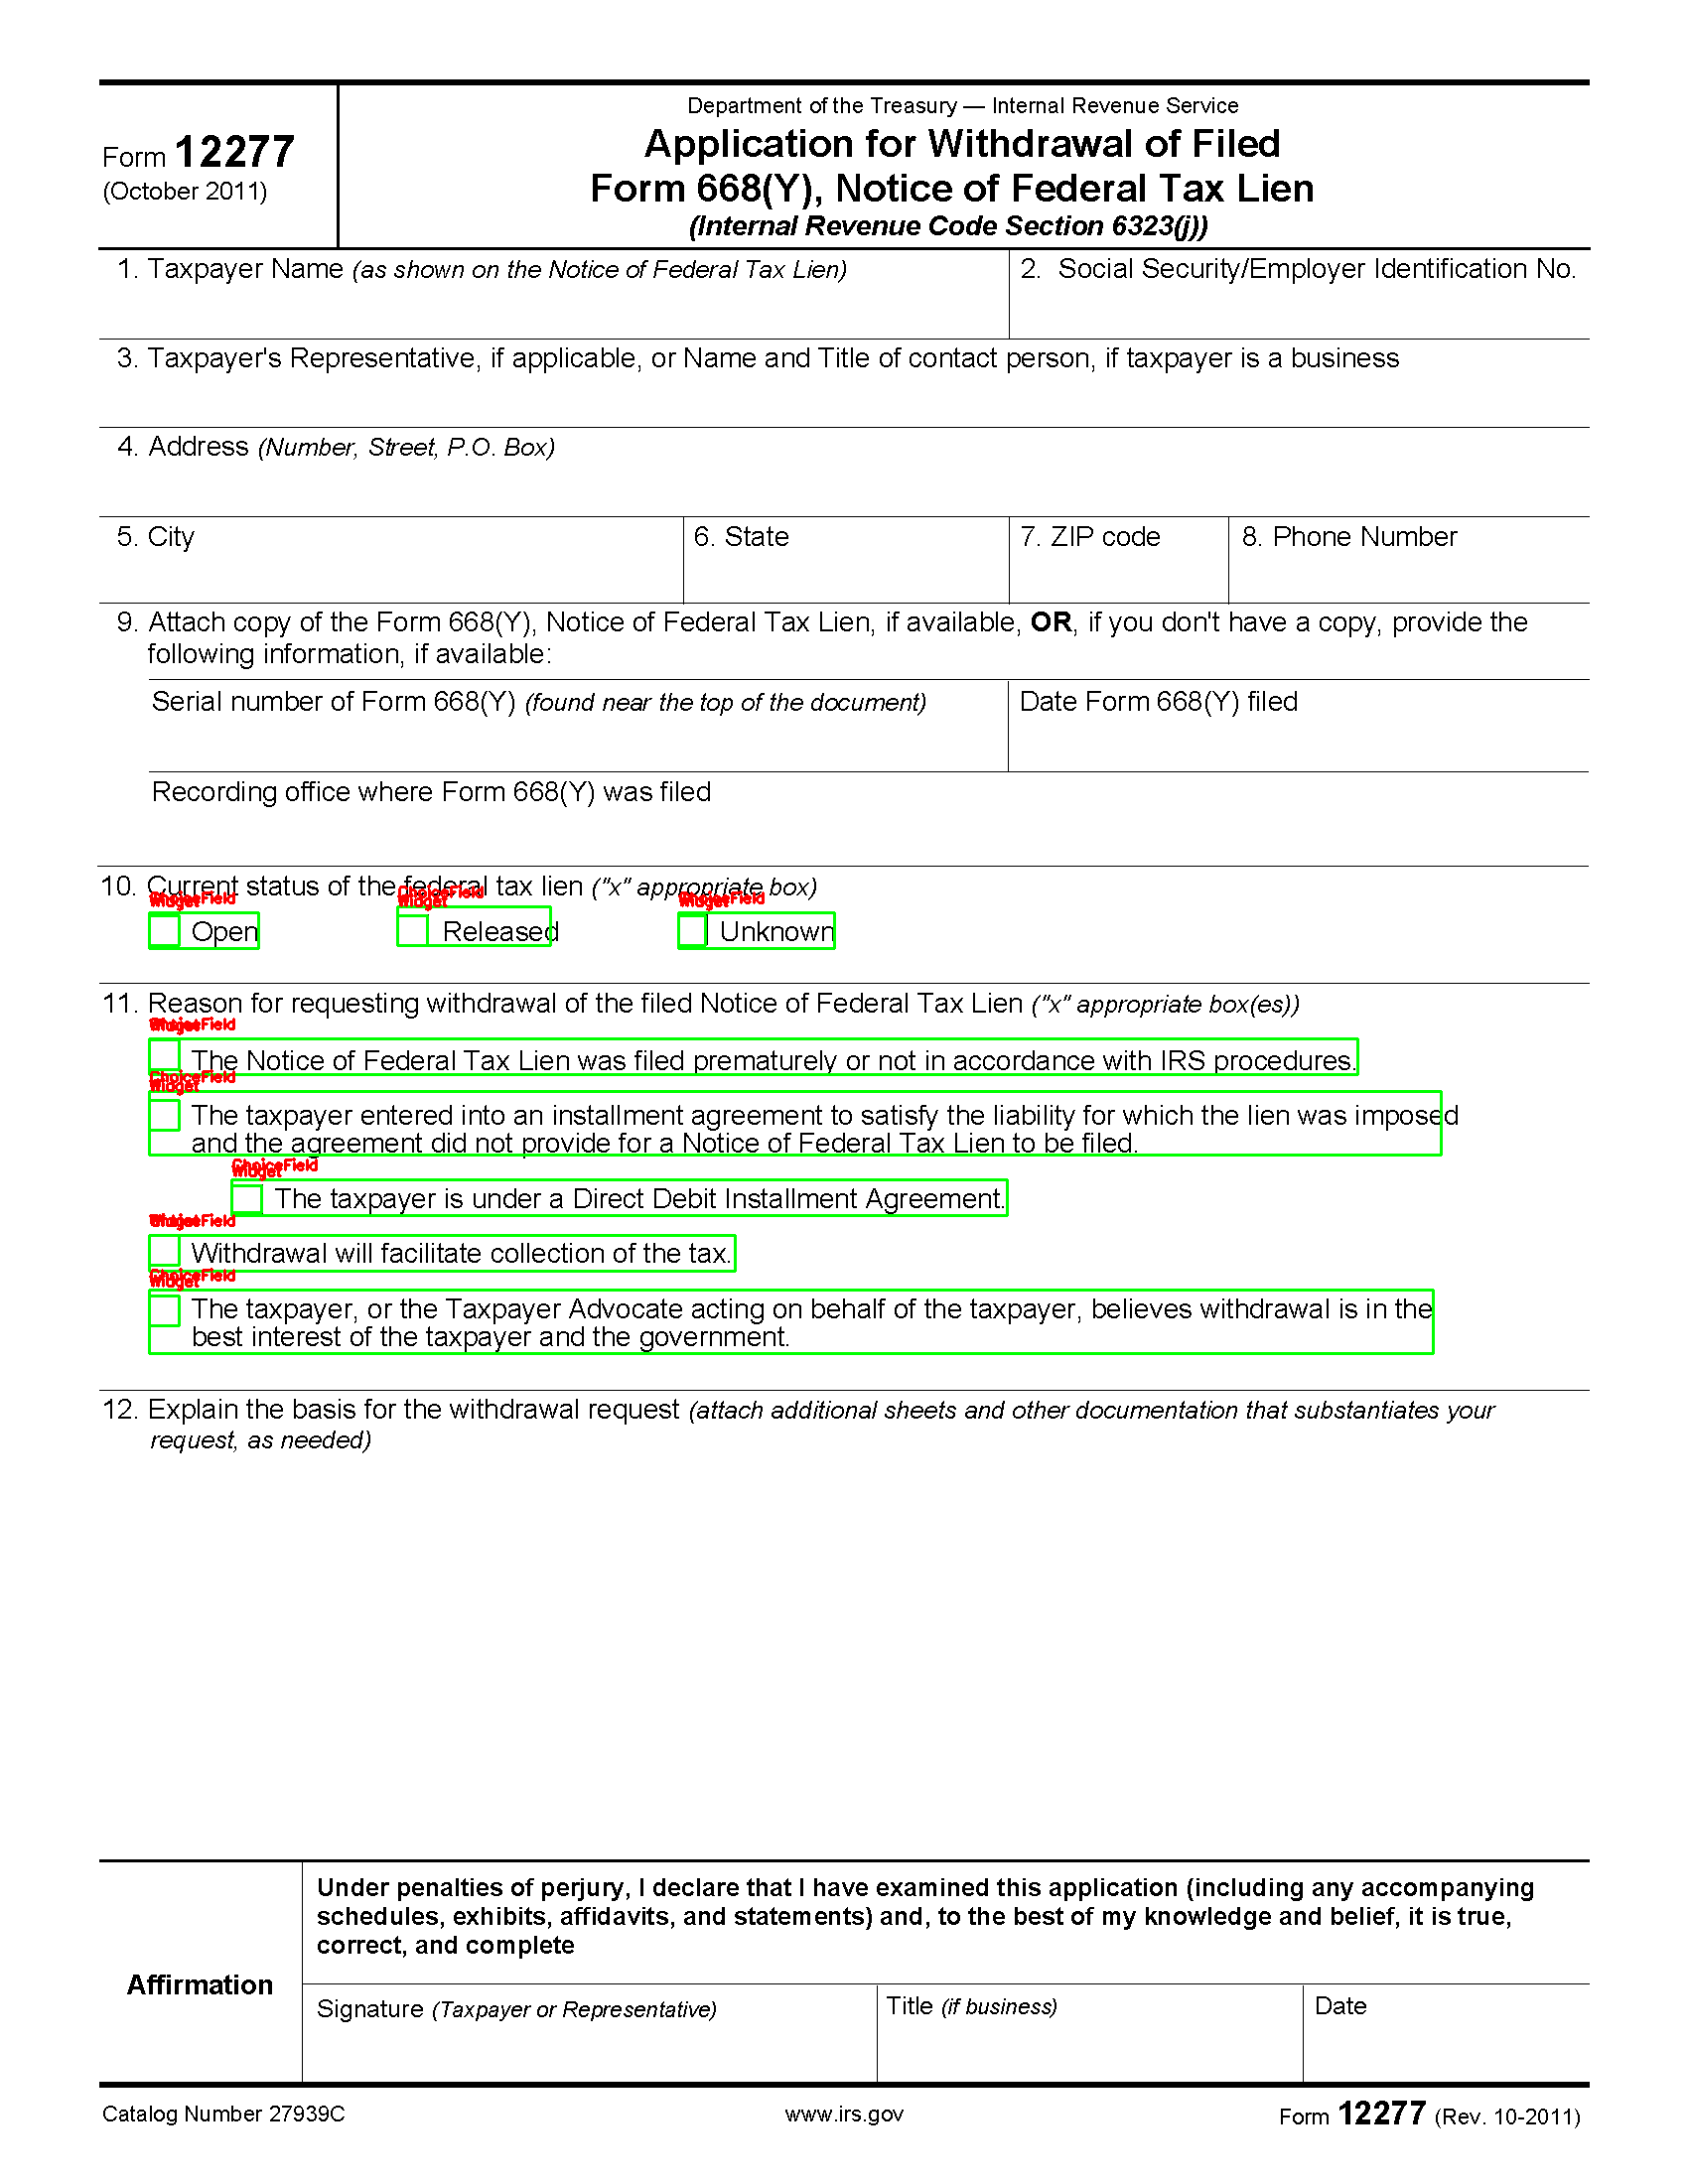 Form 12277
(October 2011)
Department of the Treasury — Internal Revenue Service
Application for Withdrawal of Filed
Form 668(Y), Notice of Federal Tax Lien
(Internal Revenue Code Section 6323(j))
1. Taxpayer Name (as shown on the Notice of Federal Tax Lien)
2. Social Security/Employer Identification No.
3. Taxpayer's Representative, if applicable, or Name and Title of contact person, if taxpayer is a business
4. Address (Number, Street, P.O. Box)
5. City
6. State
7. ZIP code
8. Phone Number
9. Attach copy of the Form 668(Y), Notice of Federal Tax Lien, if available, OR, if you don't have a copy, provide the
following information, if available:
Serial number of Form 668(Y) (found near the top of the document)
Date Form 668(Y) filed
Recording office where Form 668(Y) was filed
10. Current status of the federal tax lien ("x" appropriate box)
ChoiceField
Widget
ChoiceField
Widget
ChoiceField
Widget
Open
Released
Unknown
11. Reason for requesting withdrawal of the filed Notice of Federal Tax Lien ("x" appropriate box(es))
ChoiceField
Widget
The Notice of Federal Tax Lien was filed prematurely or not in accordance with IRS procedures.
ChoiceField
Widget
The taxpayer entered into an installment agreement to satisfy the liability for which the lien was imposed
and the agreement did not provide for a Notice of Federal Tax Lien to be filed.
ChoiceField
Widget
The taxpayer is under a Direct Debit Installment Agreement.
ChoiceField
Widget
Withdrawal will facilitate collection of the tax.
ChoiceField
Widget
The taxpayer, or the Taxpayer Advocate acting on behalf of the taxpayer, believes withdrawal is in the
best interest of the taxpayer and the government.
12. Explain the basis for the withdrawal request (attach additional sheets and other documentation that substantiates your
request, as needed)
Affirmation
Under penalties of perjury, I declare that I have examined this application (including any accompanying
schedules, exhibits, affidavits, and statements) and, to the best of my knowledge and belief, it is true,
correct, and complete
Signature (Taxpayer or Representative)
Title (if business)
Date
Catalog Number 27939C
www.irs.gov
Form 12277 (Rev. 10-2011)